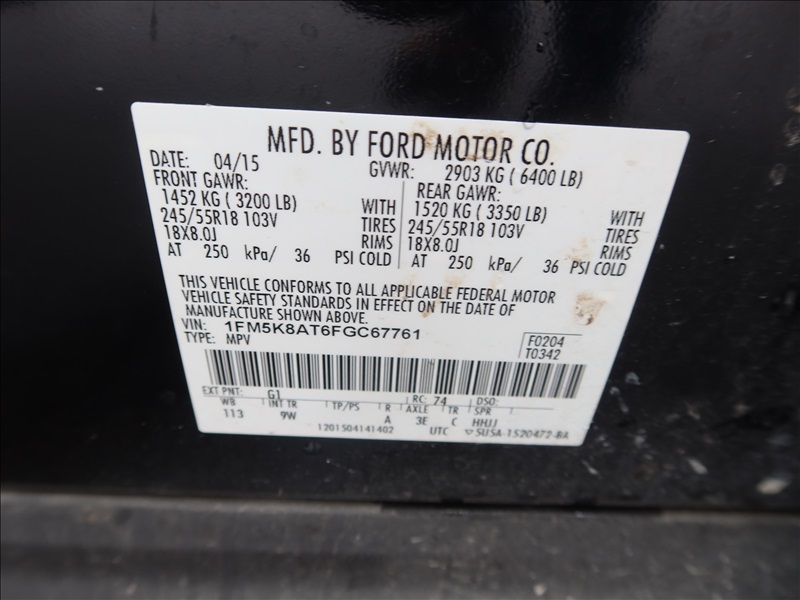 MFD. BY FORD MOTOR CO.
DATE: 04/15 GVWR: 2903 KG ( 6400 LB)
FRONT GAWR: REAR GAWR:
1452 KG ( 3200 LB) WITH 1520 KG ( 3350 LB) WITH
245/55R18 103V TIRES 245/55R18 103V TIRES
18X8.0J RIMS 18X8.0J RIMS
AT 250 kPa/ 36 PSI COLD AT 250 kPa/ 36 PSI COLD
THIS VEHICLE CONFORMS TO ALL APPLICABLE FEDERAL MOTOR
VEHICLE SAFETY STANDARDS IN EFFECT ON THE DATE OF
MANUFACTURE SHOWN ABOVE.
VIN: 1FM5K8AT6FGC67761 F0204
TYPE: MPV T0342
EXT PNT: G1 RC: 74 DSO:
WB INT TR TP/PS R AXLE TR SPR
113 9W A 3E C HHJJ
1201504141402 UTC ▽5U5A-1520472-BA